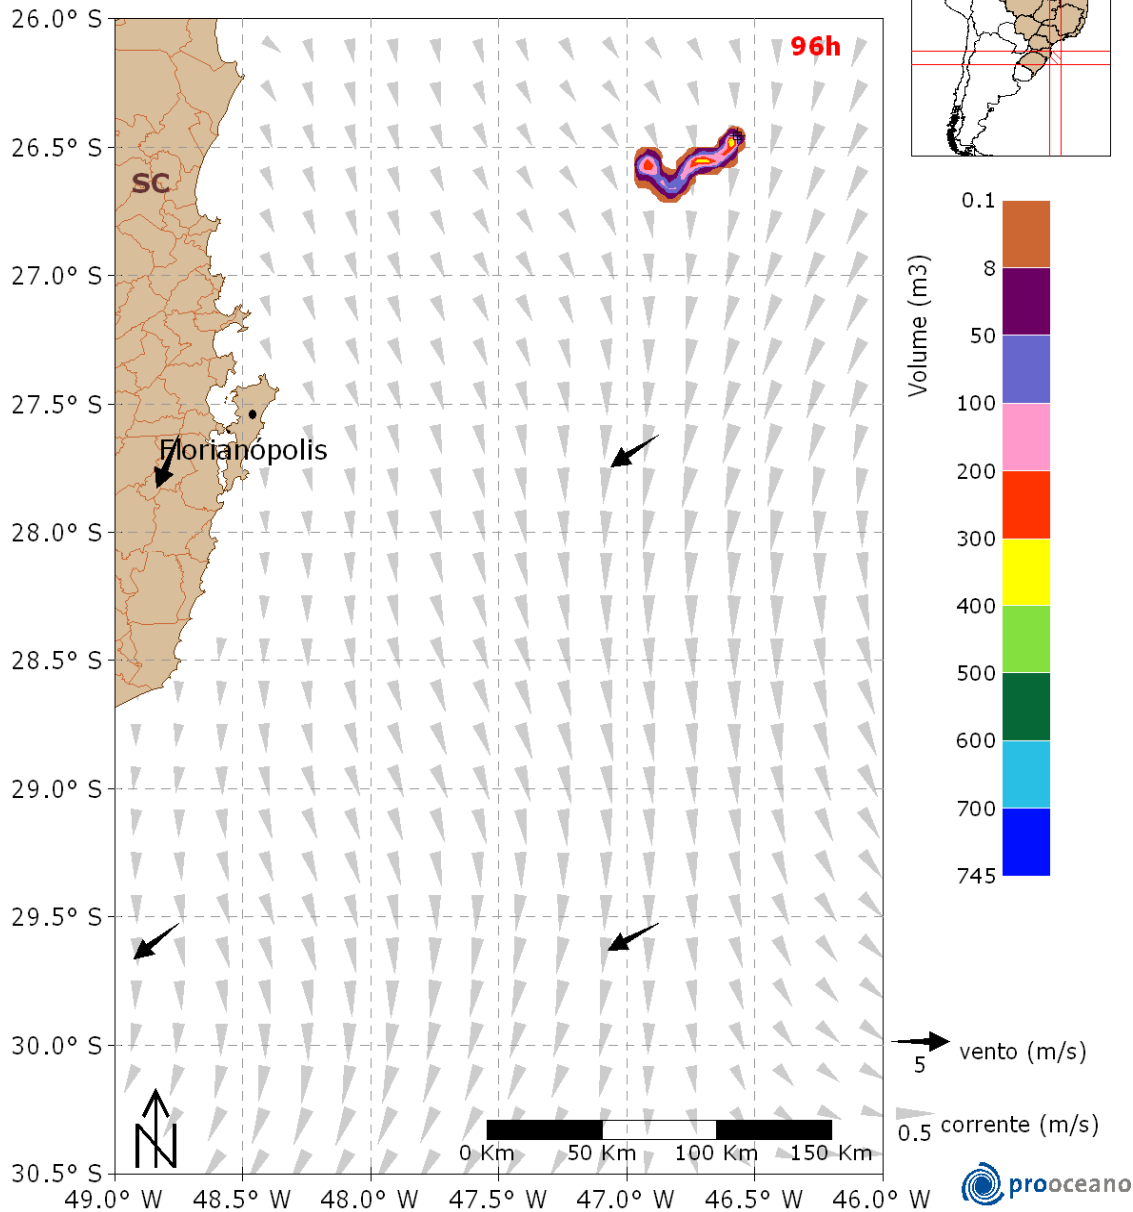 26.0° S
96h
26.5° S
SC
0.1
27.0° S
8
Volume (m3)
50
27.5° S
100
Florianópolis
200
28.0° S
300
400
28.5° S
500
600
29.0° S
700
745
29.5° S
30.0° S
vento (m/s)
5
N
corrente (m/s)
0.5
0 Km 50 Km 100 Km 150 Km
30.5° S
49.0° W 48.5° W 48.0° W 47.5° W 47.0° W 46.5° W 46.0° W
prooceano